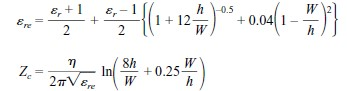 ε_re = (ε_r + 1)/2 + (ε_r − 1)/2 {(1 + 12 h/W)^−0.5 + 0.04(1 − W/h)^2}
Z_c = η/(2π√ε_re) ln(8h/W + 0.25 W/h)